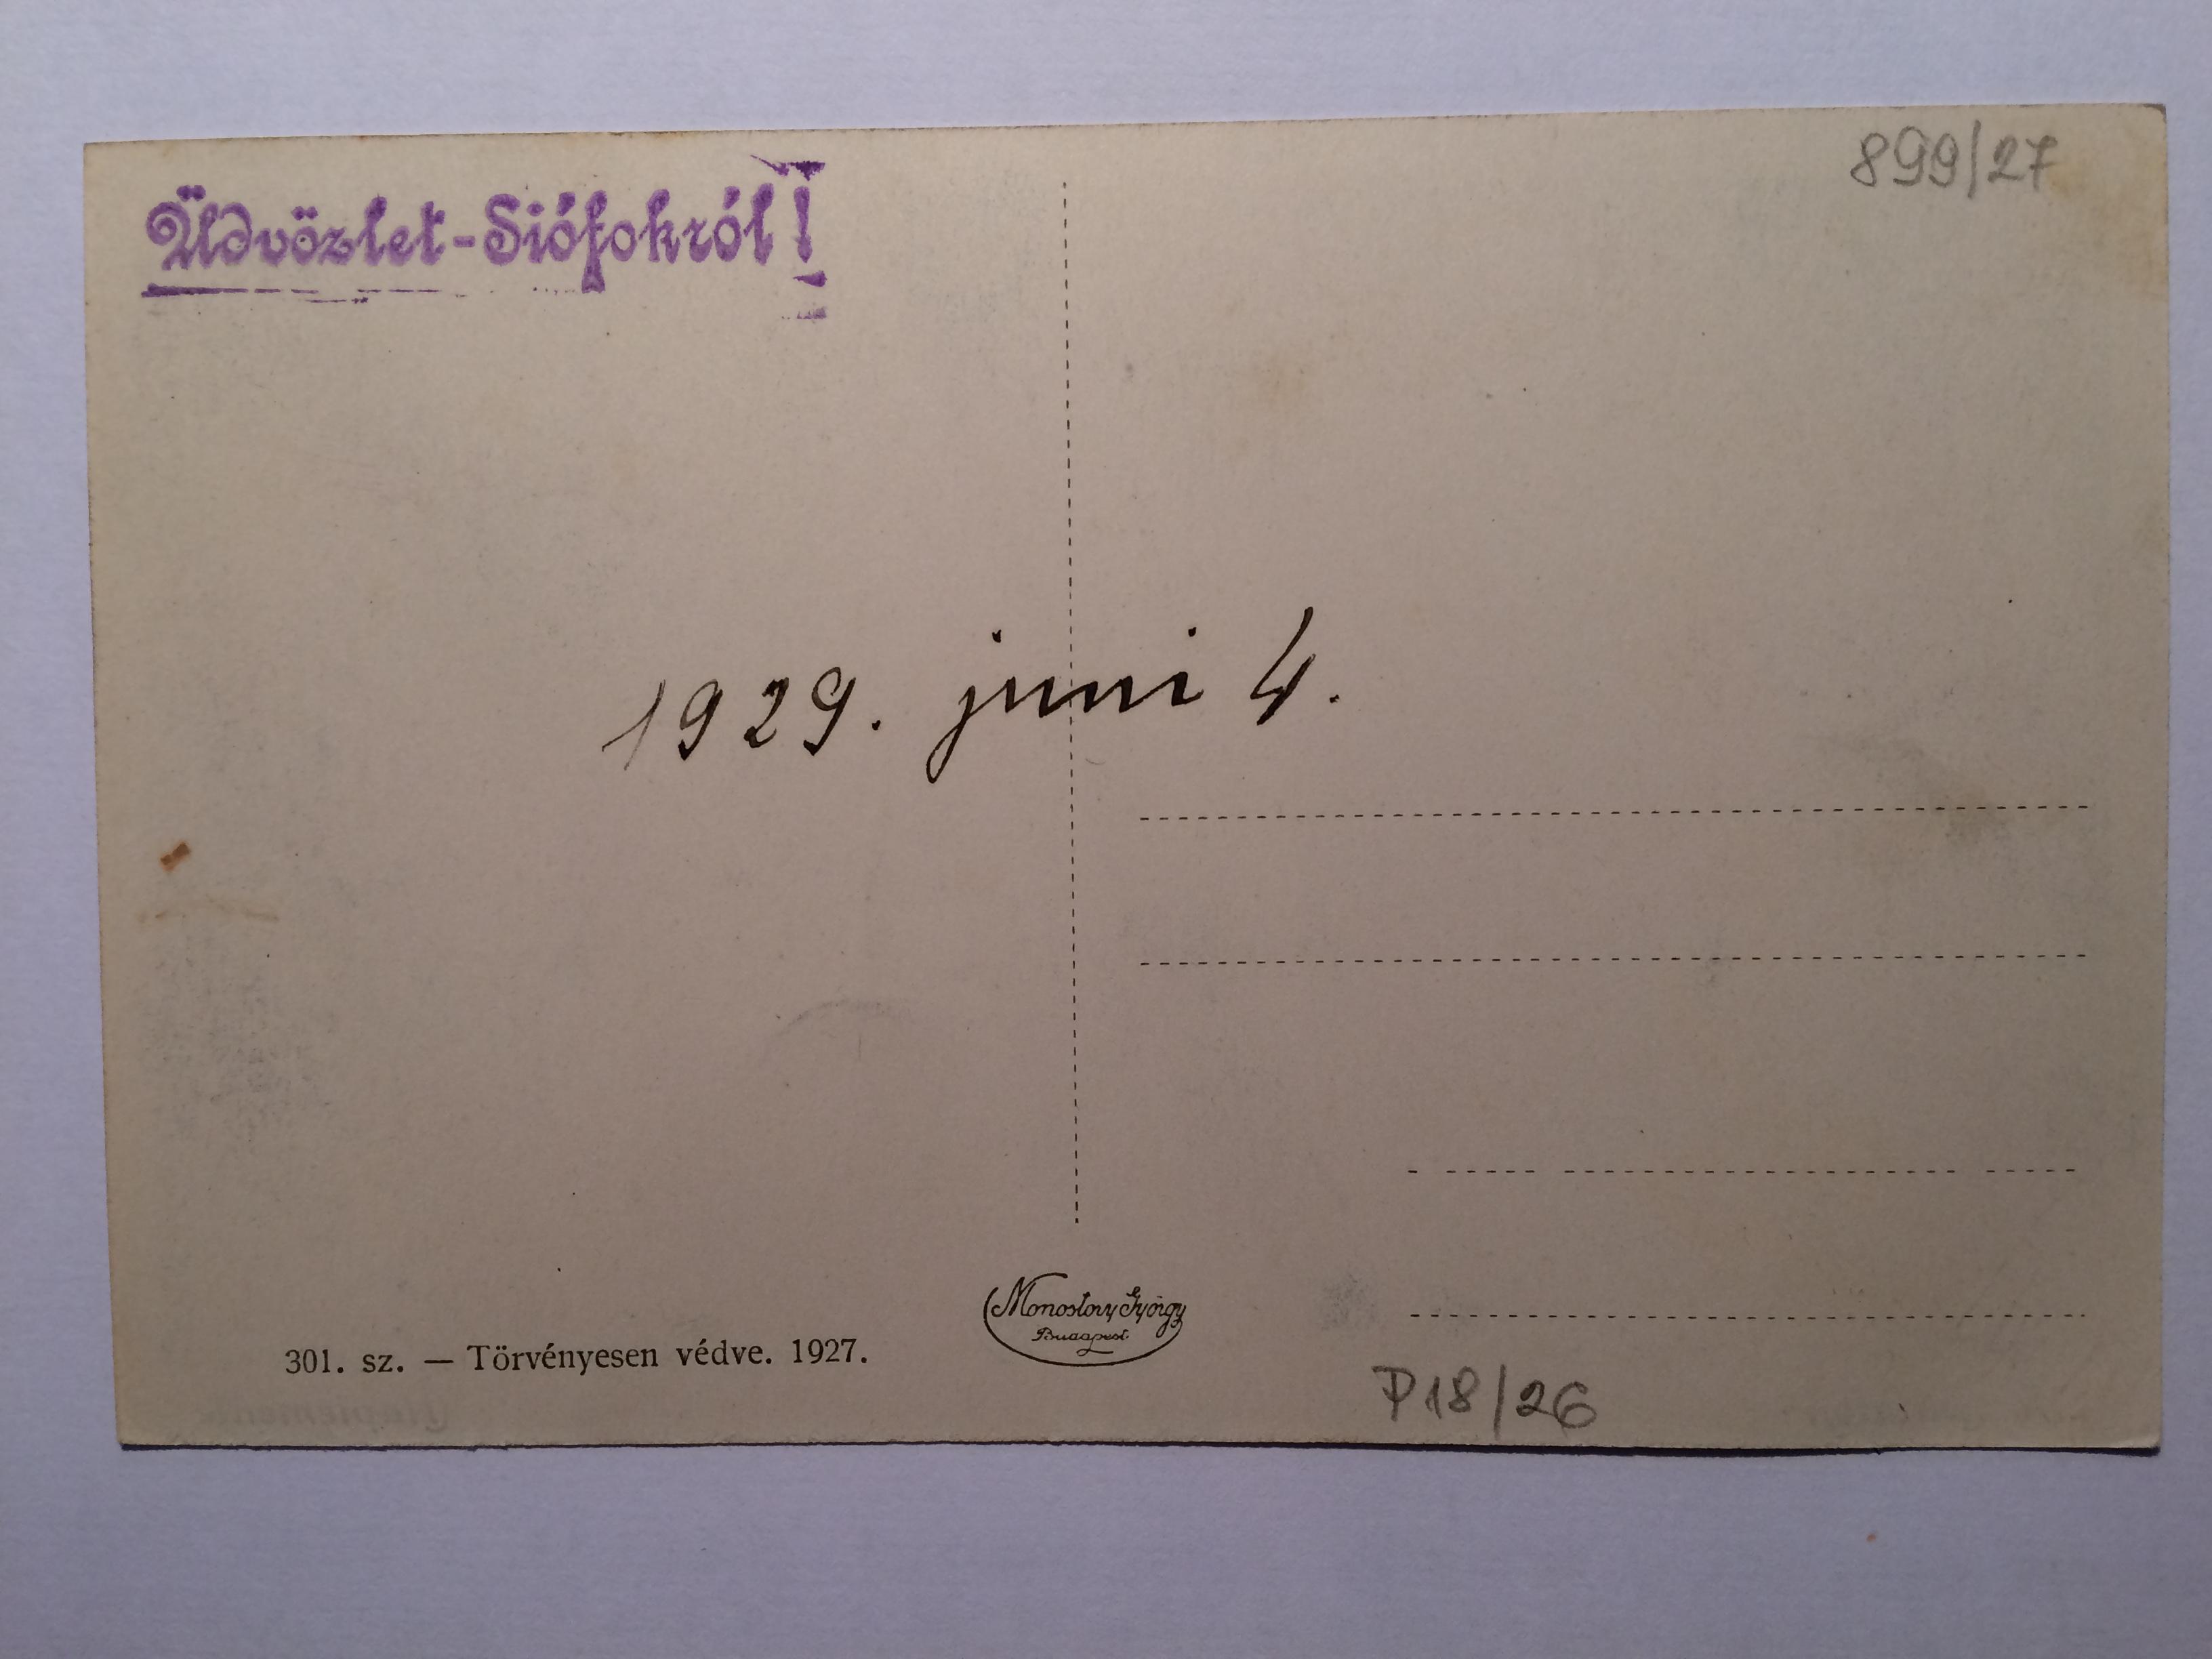 899/27
Üdvözlet-Siófokról!
1929. juni 4.
Monostory György
Budapest.
301. sz. — Törvényesen védve. 1927.
P18/26